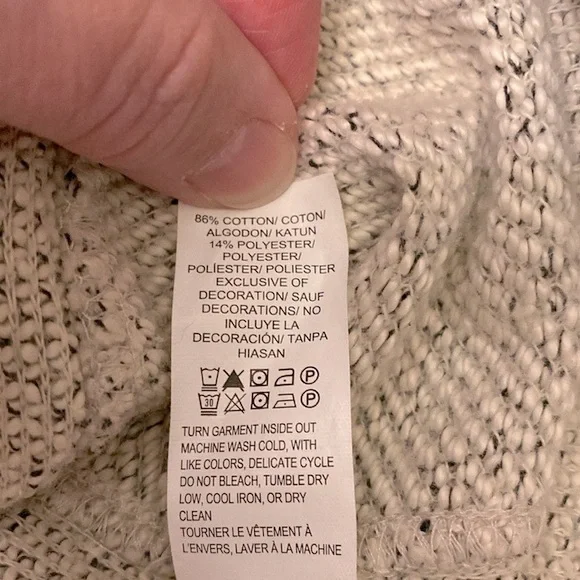 86% COTTON/ COTON/
ALGODON/ KATUN
14% POLYESTER/
POLYESTER/
POLÍESTER/ POLIESTER
EXCLUSIVE OF
DECORATION/ SAUF
DECORATIONS/ NO
INCLUYE LA
DECORACIÓN/ TANPA
HIASAN
P
30 P
TURN GARMENT INSIDE OUT
MACHINE WASH COLD, WITH
LIKE COLORS, DELICATE CYCLE
DO NOT BLEACH, TUMBLE DRY
LOW, COOL IRON, OR DRY
CLEAN
TOURNER LE VÊTEMENT À
L'ENVERS, LAVER À LA MACHINE